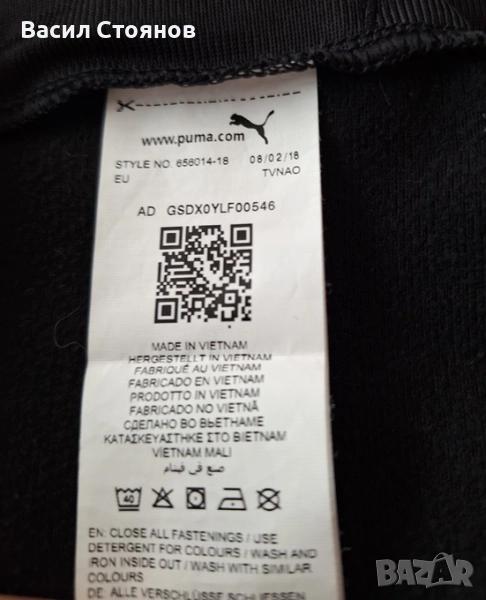 Васил Стоянов
www.puma.com
STYLE NO. 656014-18 08/02/18
EU TVNAO
AD GSDX0YLF00546
MADE IN VIETNAM
HERGESTELLT IN VIETNAM
FABRIQUÉ AU VIETNAM
FABRICADO EN VIETNAM
PRODOTTO IN VIETNAM
FABRICADO NO VIETNÃ
СДЕЛАНО ВО ВЬЕТНАМЕ
ΚΑΤΑΣΚΕΥΑΣΤΗΚΕ ΣΤΟ ΒΙΕΤΝΑΜ
VİETNAM MALI
صنع في فيتنام
40
EN: CLOSE ALL FASTENINGS / USE
DETERGENT FOR COLOURS / WASH AND
IRON INSIDE OUT / WASH WITH SIMILAR
COLOURS
DE: ALLE VERSCHLÜSSE SCHLIESSEN
BAZAR